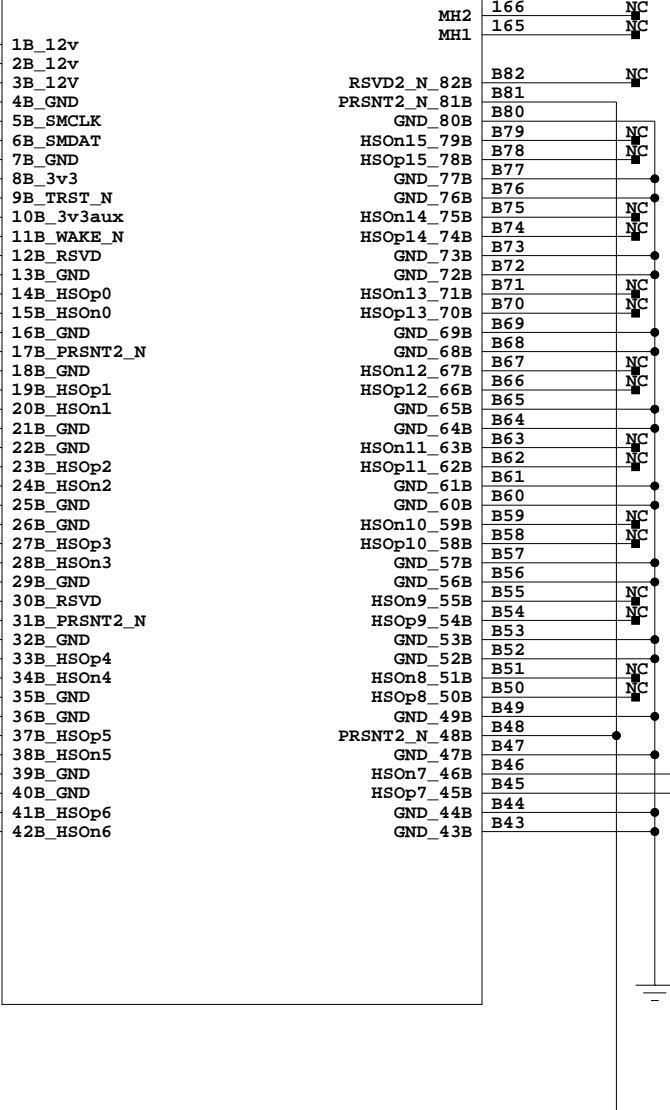 166 NC
MH2
165 NC
MH1
1B_12v
2B_12v
3B_12V RSVD2_N_82B B82 NC
4B_GND PRSNT2_N_81B B81
5B_SMCLK GND_80B B80
6B_SMDAT HSOn15_79B B79 NC
7B_GND HSOp15_78B B78 NC
8B_3v3 GND_77B B77
9B_TRST_N GND_76B B76
10B_3v3aux HSOn14_75B B75 NC
11B_WAKE_N HSOp14_74B B74 NC
12B_RSVD GND_73B B73
13B_GND GND_72B B72
14B_HSOp0 HSOn13_71B B71 NC
15B_HSOn0 HSOp13_70B B70 NC
16B_GND GND_69B B69
17B_PRSNT2_N GND_68B B68
18B_GND HSOn12_67B B67 NC
19B_HSOp1 HSOp12_66B B66 NC
20B_HSOn1 GND_65B B65
21B_GND GND_64B B64
22B_GND HSOn11_63B B63 NC
23B_HSOp2 HSOp11_62B B62 NC
24B_HSOn2 GND_61B B61
25B_GND GND_60B B60
26B_GND HSOn10_59B B59 NC
27B_HSOp3 HSOp10_58B B58 NC
28B_HSOn3 GND_57B B57
29B_GND GND_56B B56
30B_RSVD HSOn9_55B B55 NC
31B_PRSNT2_N HSOp9_54B B54 NC
32B_GND GND_53B B53
33B_HSOp4 GND_52B B52
34B_HSOn4 HSOn8_51B B51 NC
35B_GND HSOp8_50B B50 NC
36B_GND GND_49B B49
37B_HSOp5 PRSNT2_N_48B B48
38B_HSOn5 GND_47B B47
39B_GND HSOn7_46B B46
40B_GND HSOp7_45B B45
41B_HSOp6 GND_44B B44
42B_HSOn6 GND_43B B43